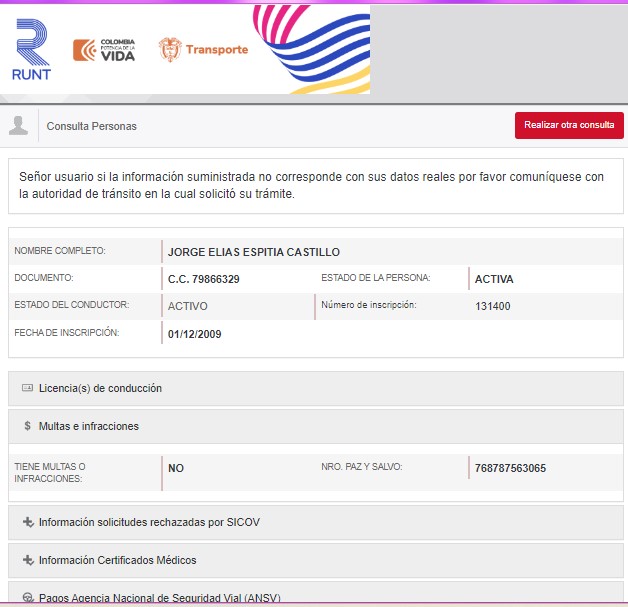 RUNT
COLOMBIA
POTENCIA DE LA
VIDA
Transporte
Consulta Personas
Realizar otra consulta
Señor usuario si la información suministrada no corresponde con sus datos reales por favor comuníquese con
la autoridad de tránsito en la cual solicitó su trámite.
NOMBRE COMPLETO: JORGE ELIAS ESPITIA CASTILLO
DOCUMENTO: C.C. 79866329 ESTADO DE LA PERSONA: ACTIVA
ESTADO DEL CONDUCTOR: ACTIVO Número de inscripción: 131400
FECHA DE INSCRIPCIÓN: 01/12/2009
Licencia(s) de conducción
$ Multas e infracciones
TIENE MULTAS O
INFRACCIONES: NO NRO. PAZ Y SALVO: 768787563065
Información solicitudes rechazadas por SICOV
Información Certificados Médicos
Pagos Agencia Nacional de Seguridad Vial (ANSV)